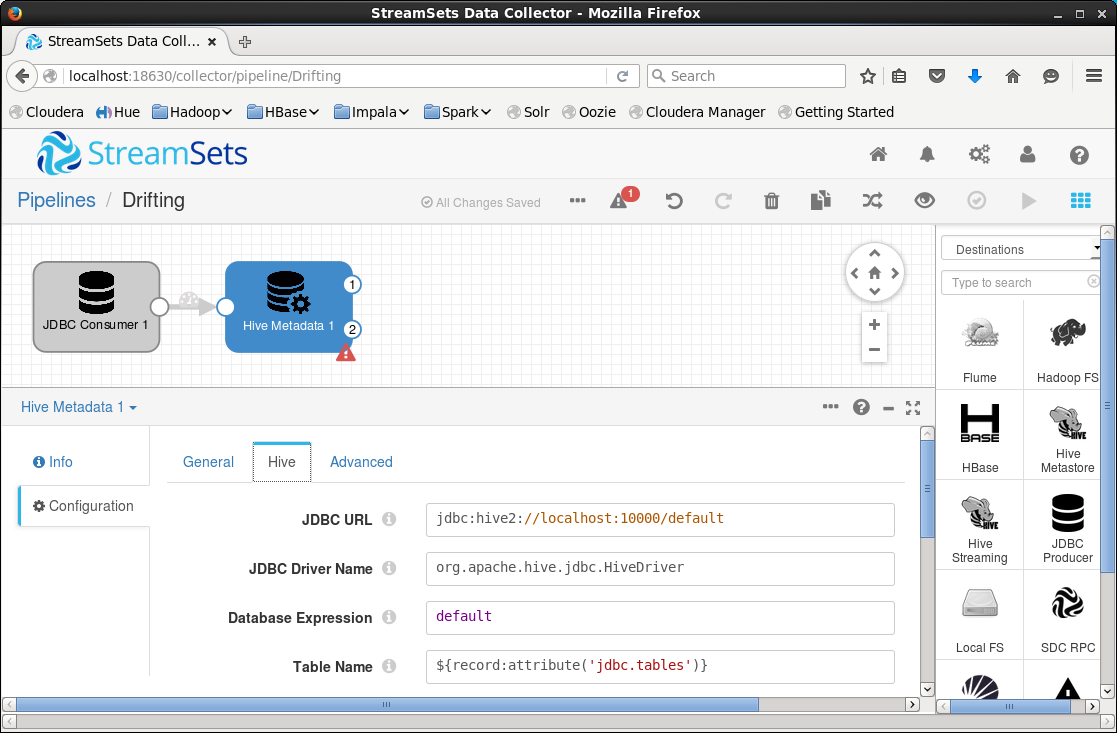 StreamSets Data Collector - Mozilla Firefox
StreamSets Data Coll...
localhost:18630/collector/pipeline/Drifting
Search
Cloudera Hue Hadoop HBase Impala Spark Solr Oozie Cloudera Manager Getting Started
StreamSets
Pipelines / Drifting
All Changes Saved
1
JDBC Consumer 1
Hive Metadata 1
1
2
Destinations
Type to search
Flume
Hadoop FS
HBASE
HBase
HIVE
Hive
Metastore
HIVE
Hive
Streaming
JDBC
Producer
Local FS
SDC RPC
Hive Metadata 1
Info
Configuration
General
Hive
Advanced
JDBC URL
jdbc:hive2://localhost:10000/default
JDBC Driver Name
org.apache.hive.jdbc.HiveDriver
Database Expression
default
Table Name
${record:attribute('jdbc.tables')}